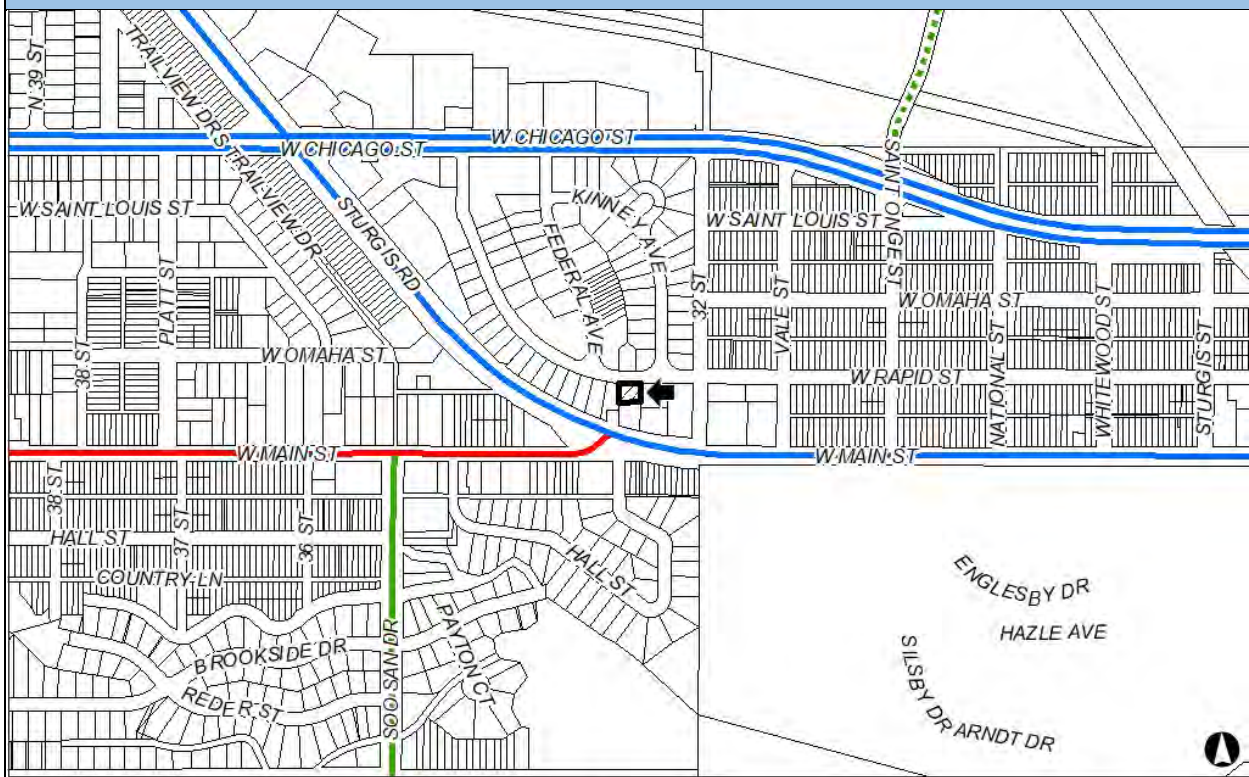 N 39 ST
TRAILVIEW DR
S TRAILVIEW DR
W CHICAGO ST
W CHICAGO ST
STURGIS RD
KINNEY AVE
FEDERAL AVE
SAINT ONGE ST
W SAINT LOUIS ST
W SAINT LOUIS ST
PLATT ST
32 ST
VALE ST
W OMAHA ST
W OMAHA ST
38 ST
W RAPID ST
NATIONAL ST
WHITEWOOD ST
STURGIS ST
W MAIN ST
W MAIN ST
38 ST
37 ST
36 ST
HALL ST
HALL ST
COUNTRY LN
BROOKSIDE DR
REDER ST
SOO SAN DR
PAYTON CT
ENGLESBY DR
HAZLE AVE
SILSBY DR
ARNDT DR